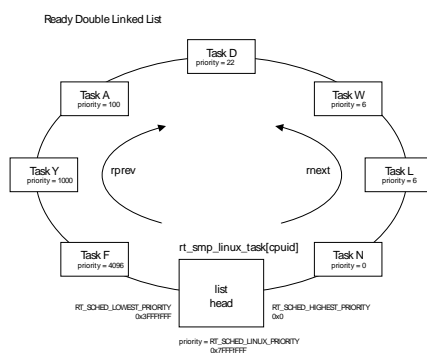 Ready Double Linked List
Task D
priority = 22
Task A
priority = 100
Task W
priority = 6
Task Y
priority = 1000
rprev
rnext
Task L
priority = 6
Task F
priority = 4096
rt_smp_linux_task[cpuid]
Task N
priority = 0
list
head
RT_SCHED_LOWEST_PRIORITY
0x3FFFfFFF
RT_SCHED_HIGHEST_PRIORITY
0x0
priority = RT_SCHED_LINUX_PRIORITY
0x7FFFfFFF